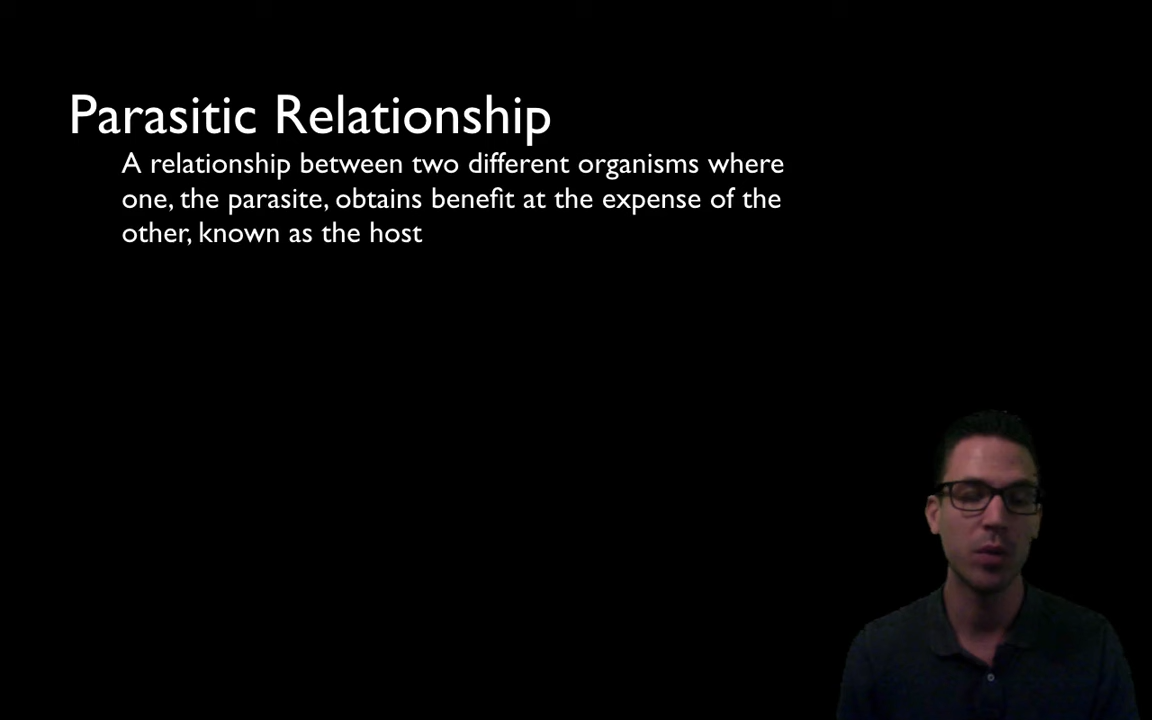 Parasitic Relationship
A relationship between two different organisms where
one, the parasite, obtains benefit at the expense of the
other, known as the host